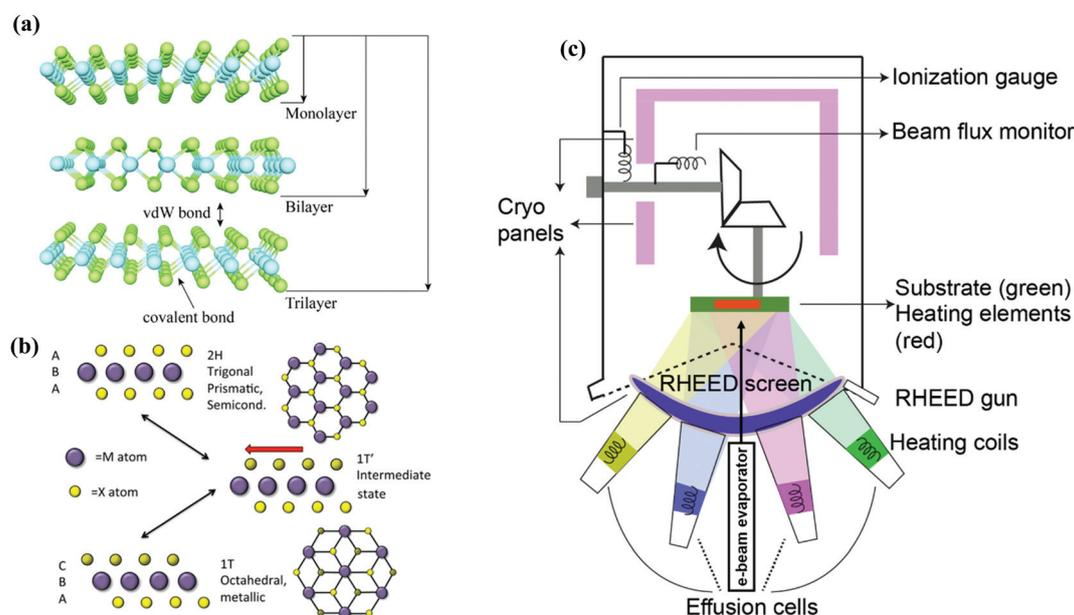 (a)
Monolayer
Bilayer
vdW bond
Trilayer
covalent bond
(b)
A
B
A
2H
Trigonal
Prismatic,
Semicond.
=M atom
=X atom
1T'
Intermediate
state
C
B
A
1T
Octahedral,
metallic
(c)
Ionization gauge
Beam flux monitor
Cryo
panels
Substrate (green)
Heating elements
(red)
RHEED screen
RHEED gun
Heating coils
e-beam evaporator
Effusion cells